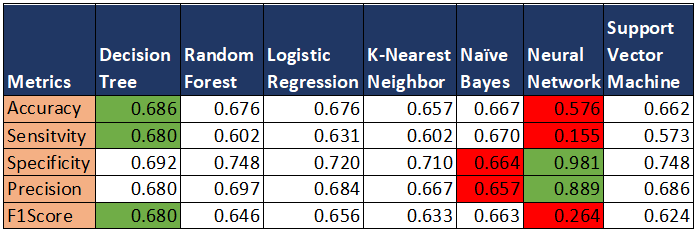 Metrics Decision Tree Random Forest Logistic Regression K-Nearest Neighbor Naïve Bayes Neural Network Support Vector Machine
Accuracy 0.686 0.676 0.676 0.657 0.667 0.576 0.662
Sensitvity 0.680 0.602 0.631 0.602 0.670 0.155 0.573
Specificity 0.692 0.748 0.720 0.710 0.664 0.981 0.748
Precision 0.680 0.697 0.684 0.667 0.657 0.889 0.686
F1Score 0.680 0.646 0.656 0.633 0.663 0.264 0.624